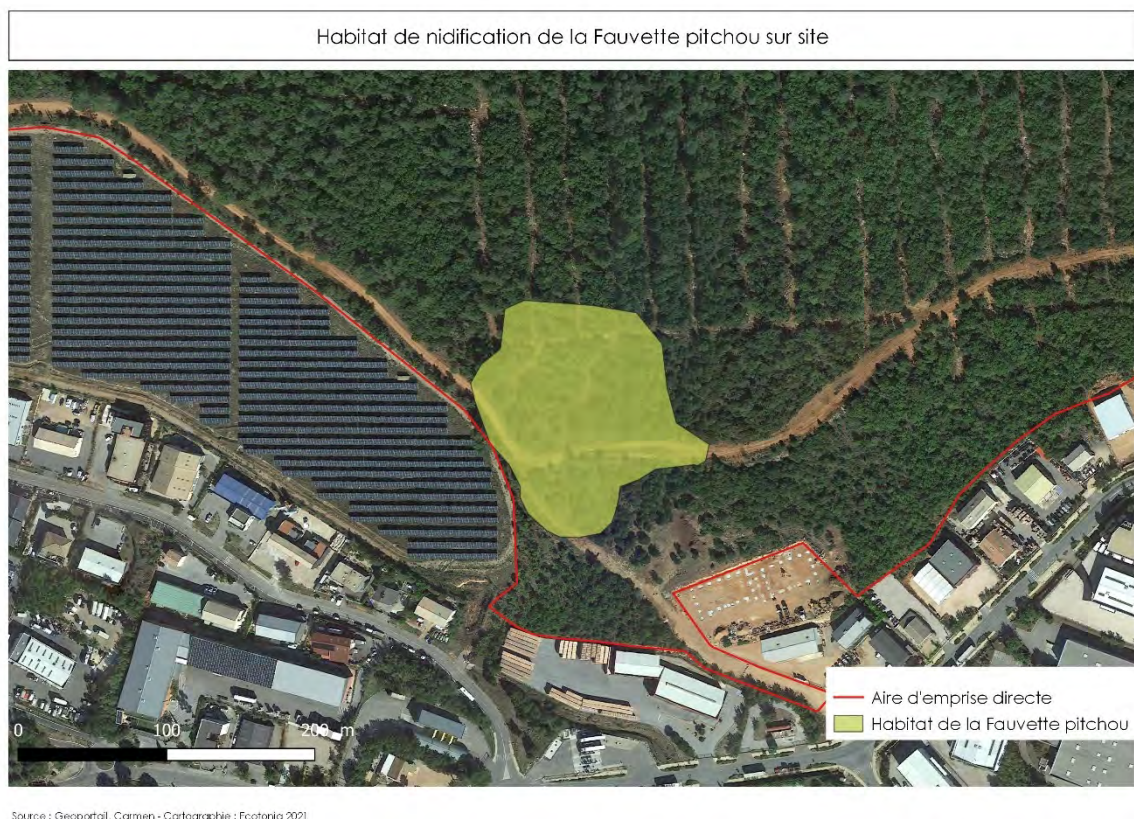 Habitat de nidification de la Fauvette pitchou sur site
Aire d'emprise directe
Habitat de la Fauvette pitchou
0 100 200 m
Source : Geoportail, Carmen - Cartographie : Ecotonia 2021